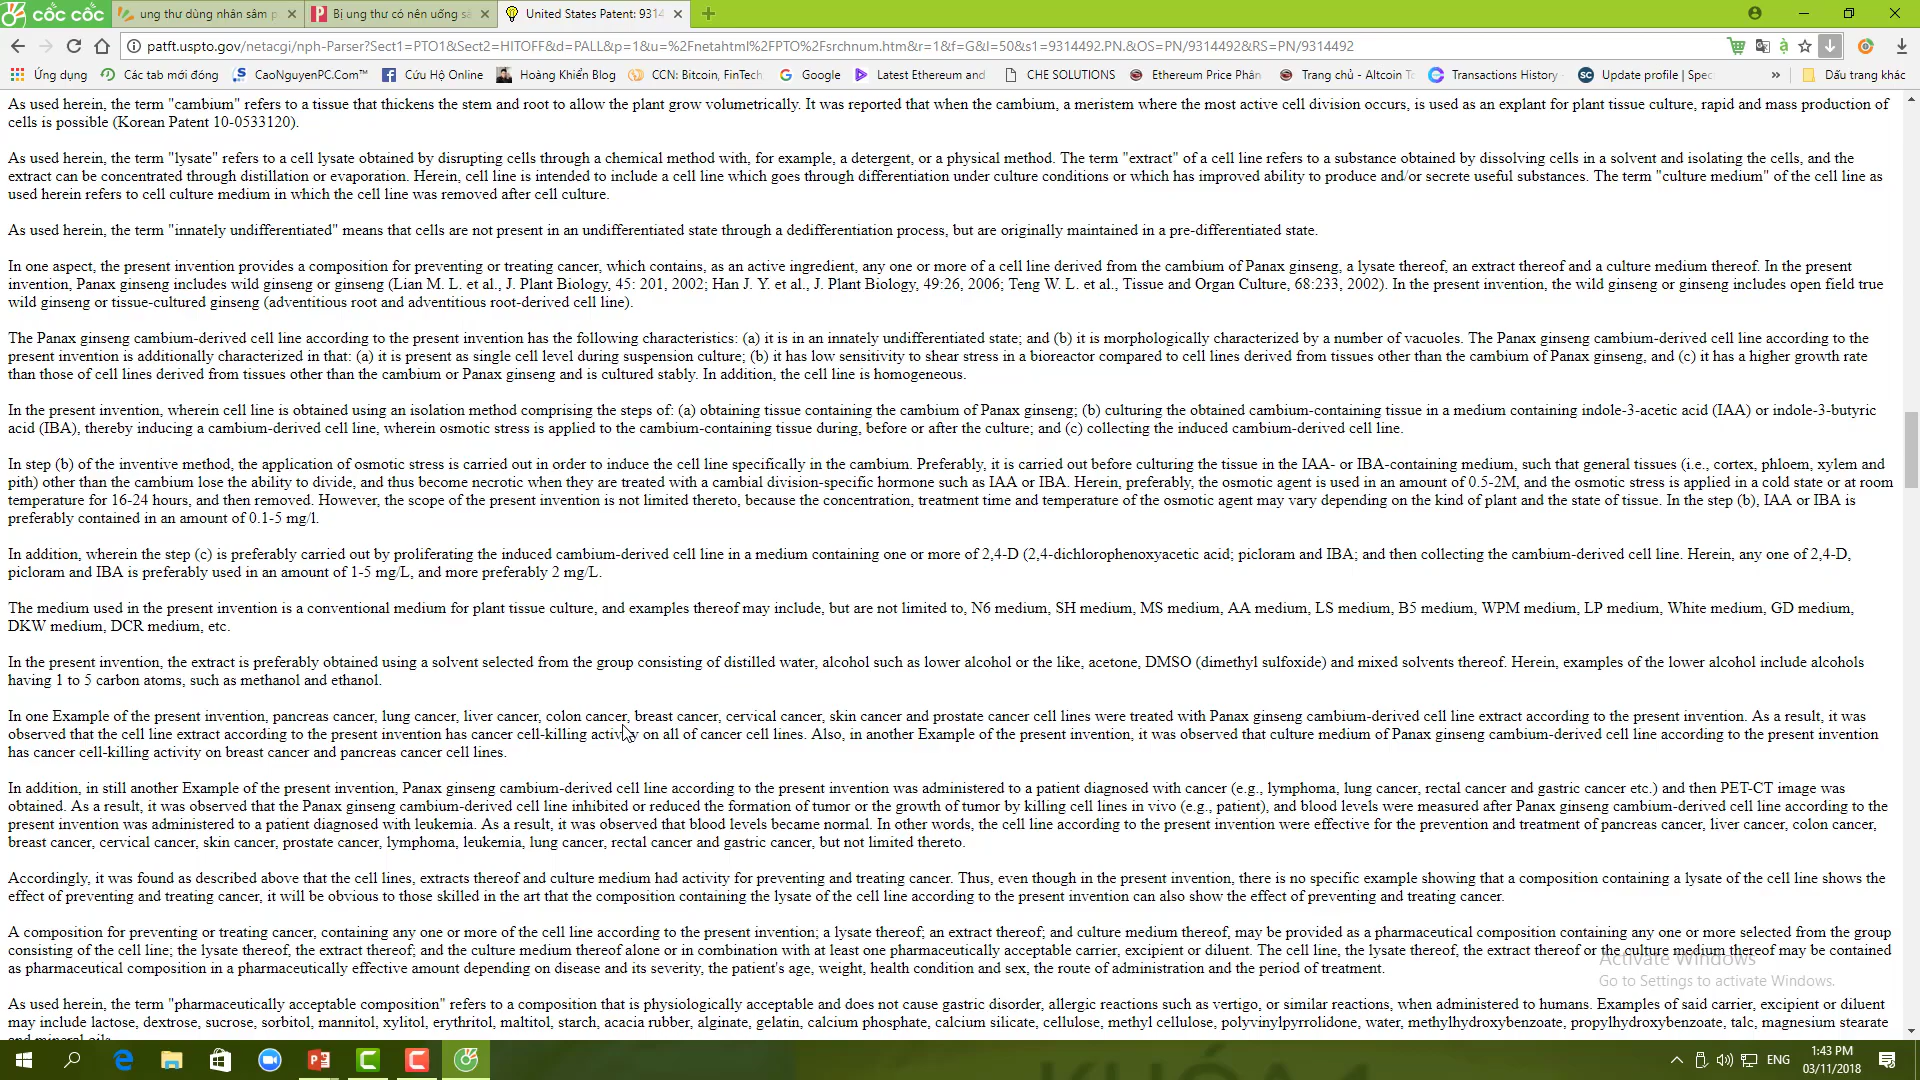 cốc cốc
ung thư dùng nhân sâm p
Bị ung thư có nên uống sâ
United States Patent: 9314
patft.uspto.gov/netacgi/nph-Parser?Sect1=PTO1&Sect2=HITOFF&d=PALL&p=1&u=%2Fnetahtml%2FPTO%2Fsrchnum.htm&r=1&f=G&l=50&s1=9314492.PN.&OS=PN/9314492&RS=PN/9314492
Ứng dụng
Các tab mới đóng
CaoNguyenPC.Com™
Cứu Hộ Online
Hoàng Khiển Blog
CCN: Bitcoin, FinTech
Google
Latest Ethereum and
CHE SOLUTIONS
Ethereum Price Phân
Trang chủ - Altcoin T
Transactions History
Update profile | Spec
Dấu trang khác
As used herein, the term "cambium" refers to a tissue that thickens the stem and root to allow the plant grow volumetrically. It was reported that when the cambium, a meristem where the most active cell division occurs, is used as an explant for plant tissue culture, rapid and mass production of
cells is possible (Korean Patent 10-0533120).
As used herein, the term "lysate" refers to a cell lysate obtained by disrupting cells through a chemical method with, for example, a detergent, or a physical method. The term "extract" of a cell line refers to a substance obtained by dissolving cells in a solvent and isolating the cells, and the
extract can be concentrated through distillation or evaporation. Herein, cell line is intended to include a cell line which goes through differentiation under culture conditions or which has improved ability to produce and/or secrete useful substances. The term "culture medium" of the cell line as
used herein refers to cell culture medium in which the cell line was removed after cell culture.
As used herein, the term "innately undifferentiated" means that cells are not present in an undifferentiated state through a dedifferentiation process, but are originally maintained in a pre-differentiated state.
In one aspect, the present invention provides a composition for preventing or treating cancer, which contains, as an active ingredient, any one or more of a cell line derived from the cambium of Panax ginseng, a lysate thereof, an extract thereof and a culture medium thereof. In the present
invention, Panax ginseng includes wild ginseng or ginseng (Lian M. L. et al., J. Plant Biology, 45: 201, 2002; Han J. Y. et al., J. Plant Biology, 49:26, 2006; Teng W. L. et al., Tissue and Organ Culture, 68:233, 2002). In the present invention, the wild ginseng or ginseng includes open field true
wild ginseng or tissue-cultured ginseng (adventitious root and adventitious root-derived cell line).
The Panax ginseng cambium-derived cell line according to the present invention has the following characteristics: (a) it is in an innately undifferentiated state; and (b) it is morphologically characterized by a number of vacuoles. The Panax ginseng cambium-derived cell line according to the
present invention is additionally characterized in that: (a) it is present as single cell level during suspension culture; (b) it has low sensitivity to shear stress in a bioreactor compared to cell lines derived from tissues other than the cambium of Panax ginseng, and (c) it has a higher growth rate
than those of cell lines derived from tissues other than the cambium or Panax ginseng and is cultured stably. In addition, the cell line is homogeneous.
In the present invention, wherein cell line is obtained using an isolation method comprising the steps of: (a) obtaining tissue containing the cambium of Panax ginseng; (b) culturing the obtained cambium-containing tissue in a medium containing indole-3-acetic acid (IAA) or indole-3-butyric
acid (IBA), thereby inducing a cambium-derived cell line, wherein osmotic stress is applied to the cambium-containing tissue during, before or after the culture; and (c) collecting the induced cambium-derived cell line.
In step (b) of the inventive method, the application of osmotic stress is carried out in order to induce the cell line specifically in the cambium. Preferably, it is carried out before culturing the tissue in the IAA- or IBA-containing medium, such that general tissues (i.e., cortex, phloem, xylem and
pith) other than the cambium lose the ability to divide, and thus become necrotic when they are treated with a cambial division-specific hormone such as IAA or IBA. Herein, preferably, the osmotic agent is used in an amount of 0.5-2M, and the osmotic stress is applied in a cold state or at room
temperature for 16-24 hours, and then removed. However, the scope of the present invention is not limited thereto, because the concentration, treatment time and temperature of the osmotic agent may vary depending on the kind of plant and the state of tissue. In the step (b), IAA or IBA is
preferably contained in an amount of 0.1-5 mg/l.
In addition, wherein the step (c) is preferably carried out by proliferating the induced cambium-derived cell line in a medium containing one or more of 2,4-D (2,4-dichlorophenoxyacetic acid; picloram and IBA; and then collecting the cambium-derived cell line. Herein, any one of 2,4-D,
picloram and IBA is preferably used in an amount of 1-5 mg/L, and more preferably 2 mg/L.
The medium used in the present invention is a conventional medium for plant tissue culture, and examples thereof may include, but are not limited to, N6 medium, SH medium, MS medium, AA medium, LS medium, B5 medium, WPM medium, LP medium, White medium, GD medium,
DKW medium, DCR medium, etc.
In the present invention, the extract is preferably obtained using a solvent selected from the group consisting of distilled water, alcohol such as lower alcohol or the like, acetone, DMSO (dimethyl sulfoxide) and mixed solvents thereof. Herein, examples of the lower alcohol include alcohols
having 1 to 5 carbon atoms, such as methanol and ethanol.
In one Example of the present invention, pancreas cancer, lung cancer, liver cancer, colon cancer, breast cancer, cervical cancer, skin cancer and prostate cancer cell lines were treated with Panax ginseng cambium-derived cell line extract according to the present invention. As a result, it was
observed that the cell line extract according to the present invention has cancer cell-killing activity on all of cancer cell lines. Also, in another Example of the present invention, it was observed that culture medium of Panax ginseng cambium-derived cell line according to the present invention
has cancer cell-killing activity on breast cancer and pancreas cancer cell lines.
In addition, in still another Example of the present invention, Panax ginseng cambium-derived cell line according to the present invention was administered to a patient diagnosed with cancer (e.g., lymphoma, lung cancer, rectal cancer and gastric cancer etc.) and then PET-CT image was
obtained. As a result, it was observed that the Panax ginseng cambium-derived cell line inhibited or reduced the formation of tumor or the growth of tumor by killing cell lines in vivo (e.g., patient), and blood levels were measured after Panax ginseng cambium-derived cell line according to the
present invention was administered to a patient diagnosed with leukemia. As a result, it was observed that blood levels became normal. In other words, the cell line according to the present invention were effective for the prevention and treatment of pancreas cancer, liver cancer, colon cancer,
breast cancer, cervical cancer, skin cancer, prostate cancer, lymphoma, leukemia, lung cancer, rectal cancer and gastric cancer, but not limited thereto.
Accordingly, it was found as described above that the cell lines, extracts thereof and culture medium had activity for preventing and treating cancer. Thus, even though in the present invention, there is no specific example showing that a composition containing a lysate of the cell line shows the
effect of preventing and treating cancer, it will be obvious to those skilled in the art that the composition containing the lysate of the cell line according to the present invention can also show the effect of preventing and treating cancer.
A composition for preventing or treating cancer, containing any one or more of the cell line according to the present invention; a lysate thereof; an extract thereof; and culture medium thereof, may be provided as a pharmaceutical composition containing any one or more selected from the group
consisting of the cell line; the lysate thereof, the extract thereof; and the culture medium thereof alone or in combination with at least one pharmaceutically acceptable carrier, excipient or diluent. The cell line, the lysate thereof, the extract thereof or the culture medium thereof may be contained
as pharmaceutical composition in a pharmaceutically effective amount depending on disease and its severity, the patient's age, weight, health condition and sex, the route of administration and the period of treatment.
Activate Windows
Go to Settings to activate Windows.
As used herein, the term "pharmaceutically acceptable composition" refers to a composition that is physiologically acceptable and does not cause gastric disorder, allergic reactions such as vertigo, or similar reactions, when administered to humans. Examples of said carrier, excipient or diluent
may include lactose, dextrose, sucrose, sorbitol, mannitol, xylitol, erythritol, maltitol, starch, acacia rubber, alginate, gelatin, calcium phosphate, calcium silicate, cellulose, methyl cellulose, polyvinylpyrrolidone, water, methylhydroxybenzoate, propylhydroxybenzoate, talc, magnesium stearate
and mineral oils.
KHÓA 1
ENG
1:43 PM
03/11/2018